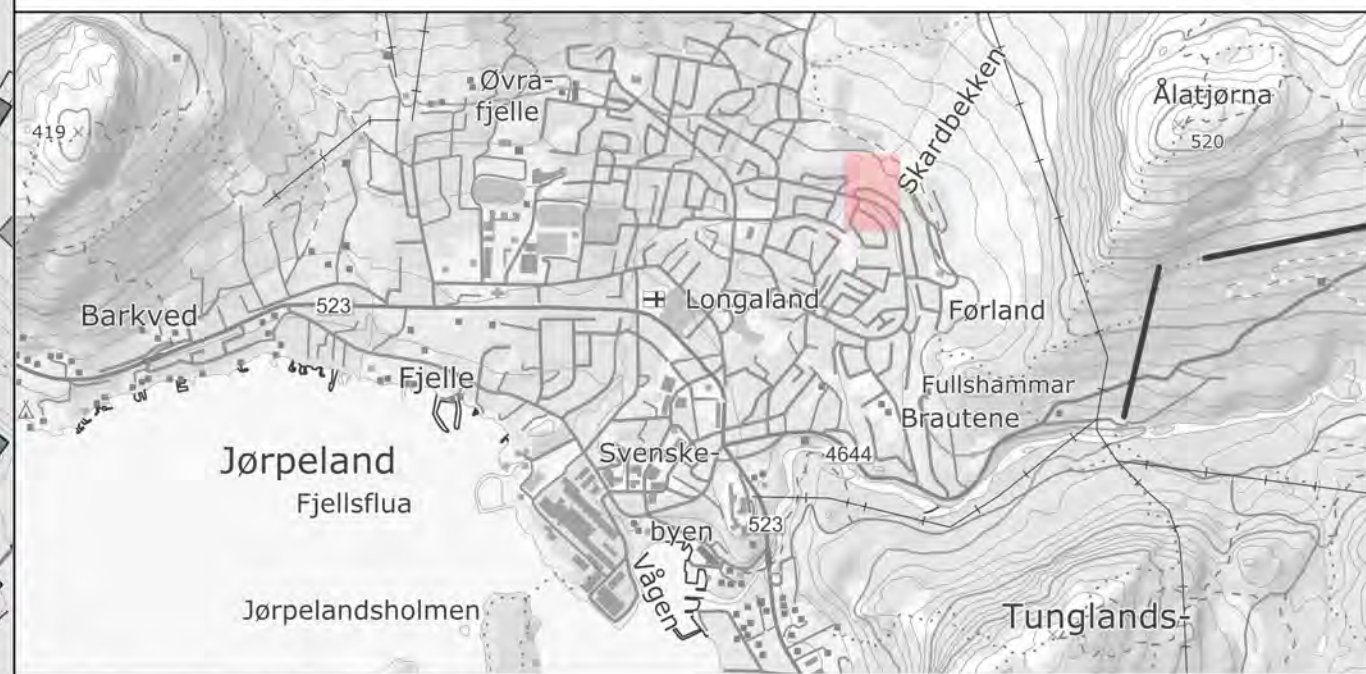 Øvra-
fjelle
Skardbekken
Ålatjørna
520
419
Barkved
523
Longaland
Førland
Fjelle
Fullshammar
Brautene
Jørpeland
Svenske-
4644
Fjellsflua
byen
523
Vågen
Jørpelandsholmen
Tunglands-